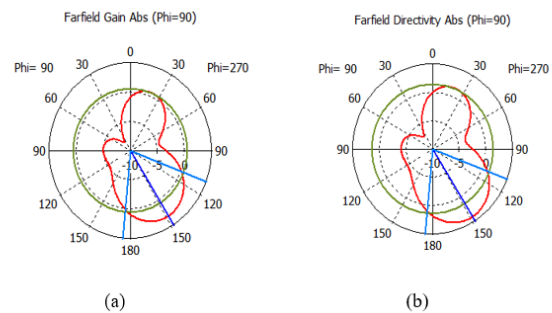 Farfield Gain Abs (Phi=90)
Farfield Directivity Abs (Phi=90)
0
Phi= 90 30 30 Phi=270
60 60
90 -10 -5 0 90
120 120
150 150
180
0
Phi= 90 30 30 Phi=270
60 60
90 -10 -5 0 90
120 120
150 150
180
(a)
(b)